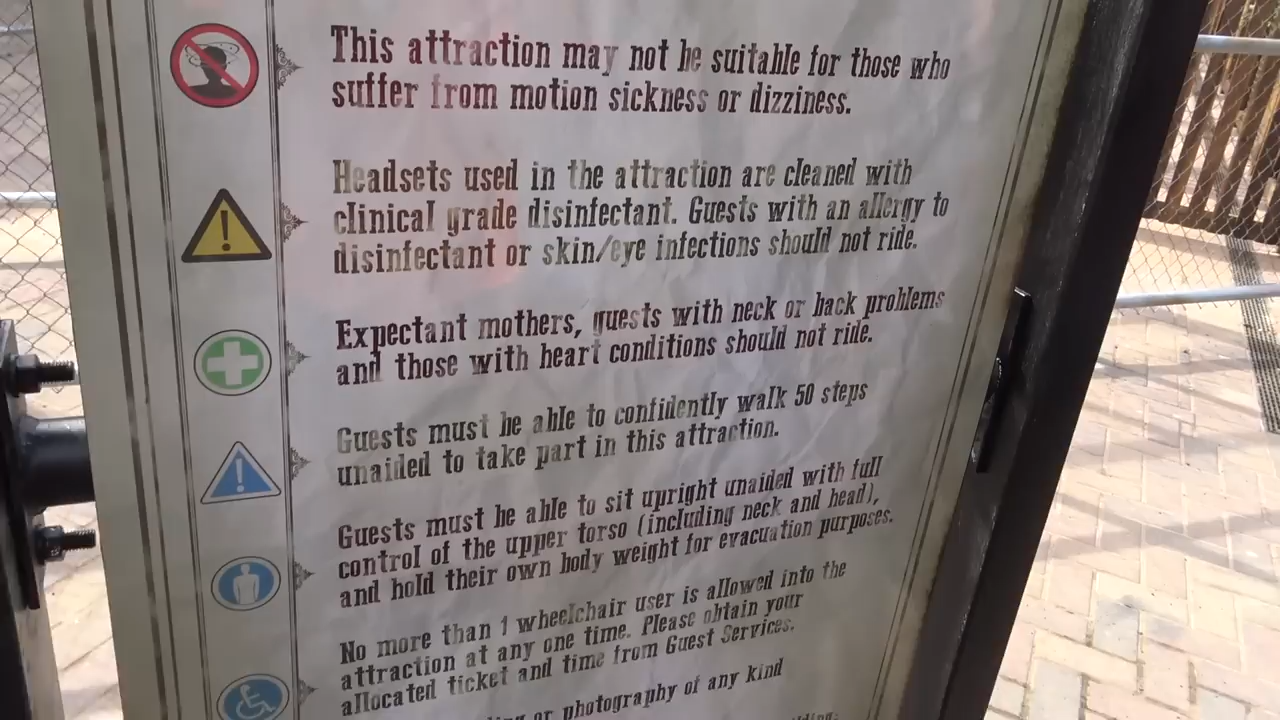 This attraction may not be suitable for those who
suffer from motion sickness or dizziness.
Headsets used in the attraction are cleaned with
clinical grade disinfectant. Guests with an allergy to
disinfectant or skin/eye infections should not ride.
Expectant mothers, guests with neck or back problems
and those with heart conditions should not ride.
Guests must be able to confidently walk 50 steps
unaided to take part in this attraction.
Guests must be able to sit upright unaided with full
control of the upper torso (including neck and head),
and hold their own body weight for evacuation purposes.
No more than 1 wheelchair user is allowed into the
attraction at any one time. Please obtain your
allocated ticket and time from Guest Services.
or photography of any kind